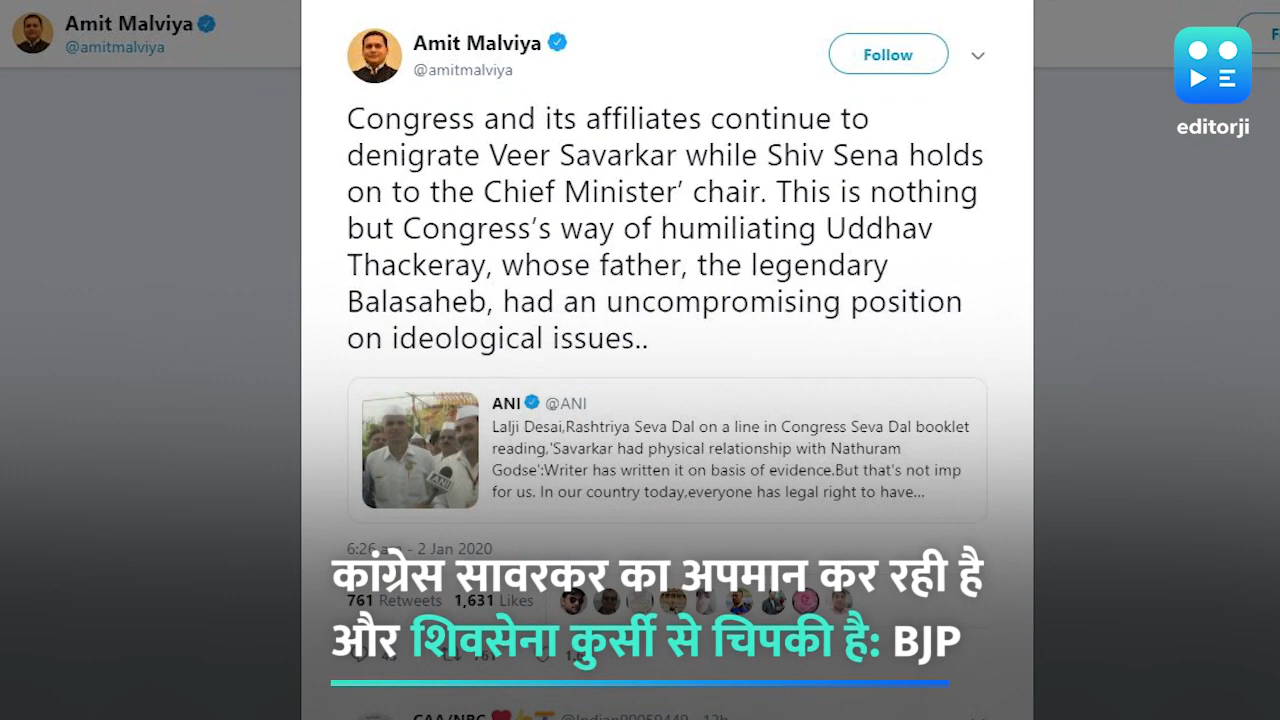 Amit Malviya
@amitmalviya
Amit Malviya
@amitmalviya
Follow
F
editorji
Congress and its affiliates continue to
denigrate Veer Savarkar while Shiv Sena holds
on to the Chief Minister’ chair. This is nothing
but Congress’s way of humiliating Uddhav
Thackeray, whose father, the legendary
Balasaheb, had an uncompromising position
on ideological issues..
ANI @ANI
Lalji Desai,Rashtriya Seva Dal on a line in Congress Seva Dal booklet
reading,'Savarkar had physical relationship with Nathuram
Godse':Writer has written it on basis of evidence.But that's not imp
for us. In our country today,everyone has legal right to have...
ANI
- 2 Jan 2020
कांग्रेस सावरकर का अपमान कर रही है
761 Retweets 1,631 Likes
और शिवसेना कुर्सी से चिपकी है: BJP